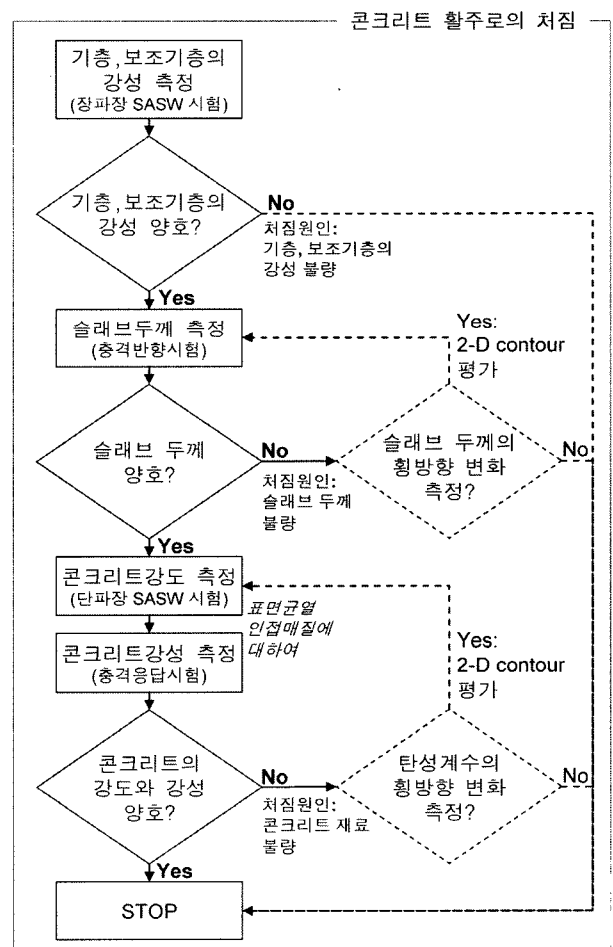 콘크리트 활주로의 처짐
기층,보조기층의
강성 측정
(장파장 SASW 시험)
기층,보조기층의
강성 양호?
No
처짐원인:
기층, 보조기층의
강성 불량
Yes
슬래브두께 측정
(충격반향시험)
Yes:
2-D contour
평가
슬래브 두께
양호?
No
처짐원인:
슬래브 두께
불량
슬래브 두께의
횡방향 변화
측정?
No
Yes
콘크리트강도 측정
(단파장 SASW 시험)
표면균열
인접매질에
대하여
콘크리트강성 측정
(충격응답시험)
Yes:
2-D contour
평가
콘크리트의
강도와 강성
양호?
No
처짐원인:
콘크리트 재료
불량
탄성계수의
횡방향 변화
측정?
No
Yes
STOP